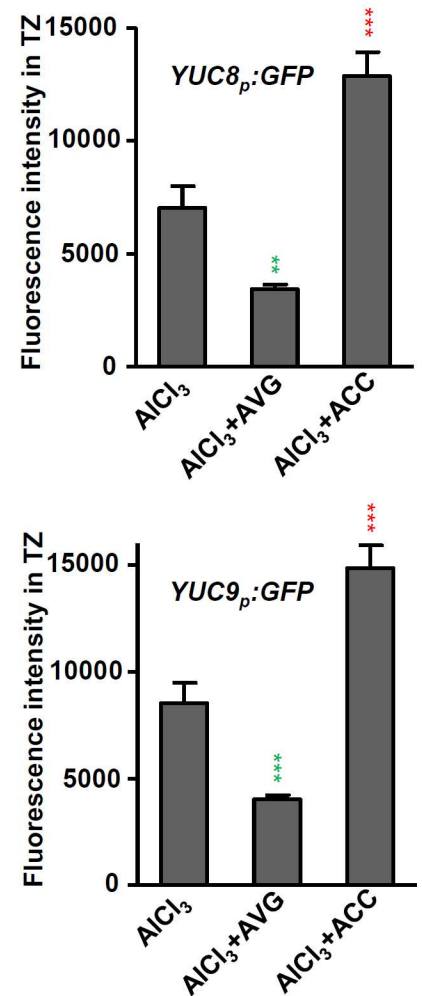 Fluorescence intensity in TZ
15000
10000
5000
0
YUC8p:GFP
**
***
AlCl3
AlCl3+AVG
AlCl3+ACC
Fluorescence intensity in TZ
15000
10000
5000
0
YUC9p:GFP
***
***
AlCl3
AlCl3+AVG
AlCl3+ACC